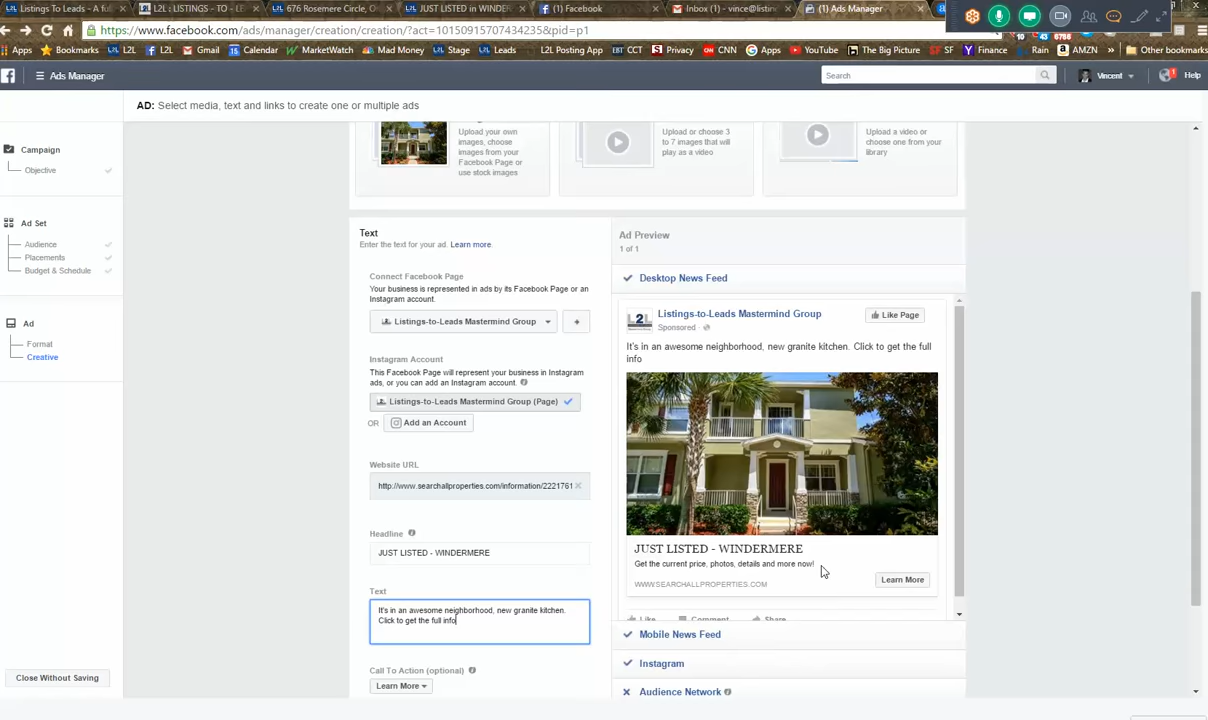 Listings To Leads - A ful
L2L : LISTINGS - TO - LE
676 Rosemere Circle, O
JUST LISTED in WINDER
Facebook
Inbox (10) - vince@listing
(1) Ads Manager
https://www.facebook.com/ads/manager/creation/creation/?act=10150915707434235&pid=p1
Apps
Bookmarks
L2L
F L2L
Gmail
Calendar
MarketWatch
Mad Money
Stage
Leads
L2L Posting App
EBT CCT
Privacy
CNN
Apps
YouTube
The Big Picture
SF
Finance
Rain
AMZN
»
Other bookmarks
Ads Manager
Search
Vincent
1
Help
AD: Select media, text and links to create one or multiple ads
Campaign
Objective
Ad Set
Audience
Placements
Budget & Schedule
Ad
Format
Creative
Close Without Saving
Upload your own
images, choose
images from your
Facebook Page or
use stock images
Upload or choose 3
to 7 images that will
play as a video
Upload a video or
choose one from your
library
Text
Enter the text for your ad. Learn more.
Connect Facebook Page
Your business is represented in ads by its Facebook Page or an
Instagram account.
Listings-to-Leads Mastermind Group
+
Instagram Account
This Facebook Page will represent your business in Instagram
ads, or you can add an Instagram account.
Listings-to-Leads Mastermind Group (Page)
OR
Add an Account
Website URL
http://www.searchallproperties.com/information/2221761
Headline
JUST LISTED - WINDERMERE
Text
It's in an awesome neighborhood, new granite kitchen.
Click to get the full info
Call To Action (optional)
Learn More
Ad Preview
1 of 1
Desktop News Feed
L2L
Listings-to-Leads Mastermind Group
Sponsored ·
Like Page
It's in an awesome neighborhood, new granite kitchen. Click to get the full
info
JUST LISTED - WINDERMERE
Get the current price, photos, details and more now!
WWW.SEARCHALLPROPERTIES.COM
Learn More
Like
Comment
Share
Mobile News Feed
Instagram
Audience Network